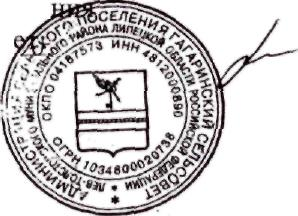 ния
АДМИНИСТРАЦИЯ СЕЛЬСКОГО ПОСЕЛЕНИЯ ГАГАРИНСКИЙ СЕЛЬСОВЕТ
ЛЕВ-ТОЛСТОВСКОГО МУНИЦИПАЛЬНОГО РАЙОНА ЛИПЕЦКОЙ ОБЛАСТИ РОССИЙСКОЙ ФЕДЕРАЦИИ
ОКПО 04187573 ИНН 4812000890
ОГРН 1034800020738